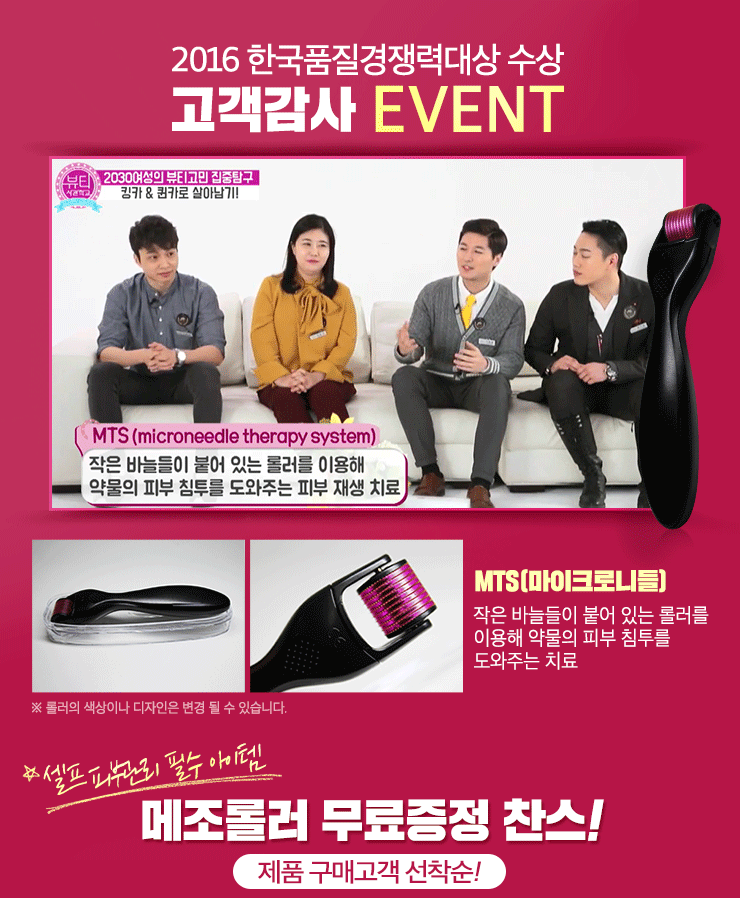 2016 한국품질경쟁력대상 수상
고객감사 EVENT
뷰티
2030여성의 뷰티고민 집중탐구
킹카 & 퀸카로 살아남기!
MTS (microneedle therapy system)
작은 바늘들이 붙어 있는 롤러를 이용해
약물의 피부 침투를 도와주는 피부 재생 치료
MTS(마이크로니들)
작은 바늘들이 붙어 있는 롤러를
이용해 약물의 피부 침투를
도와주는 치료
※ 롤러의 색상이나 디자인은 변경 될 수 있습니다.
☆셀프 피부관리 필수 아이템
메조롤러 무료증정 찬스!
제품 구매고객 선착순!